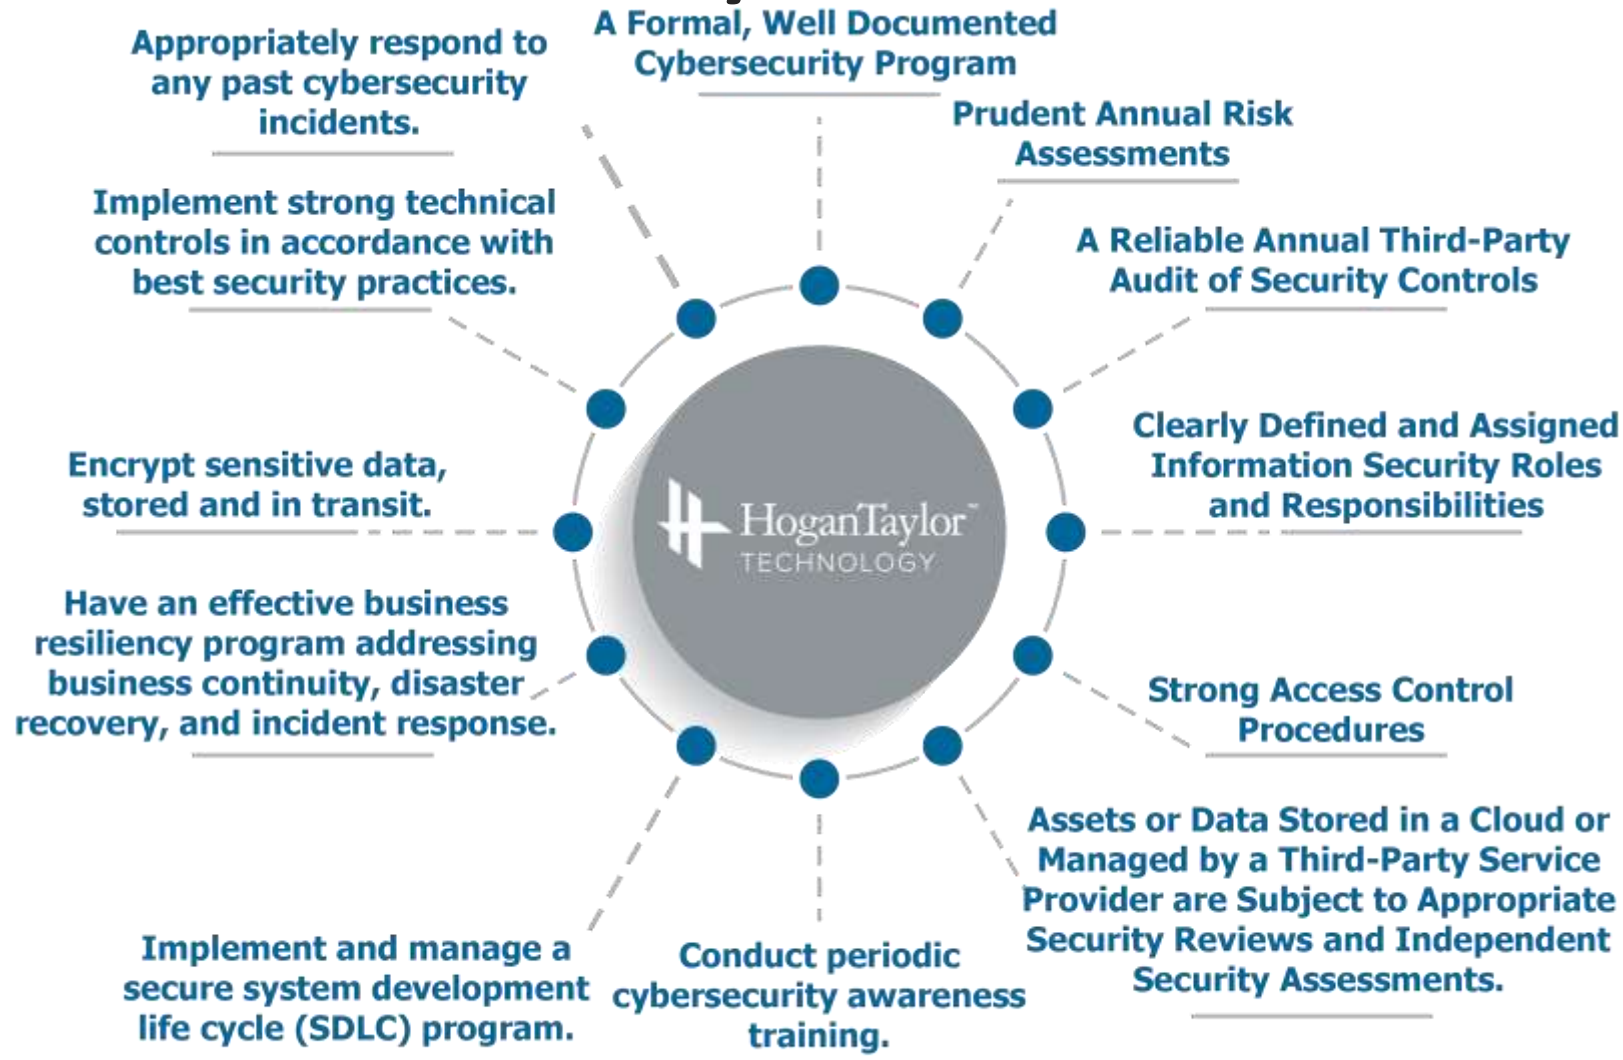 A Formal, Well Documented
Cybersecurity Program
Prudent Annual Risk
Assessments
A Reliable Annual Third-Party
Audit of Security Controls
Clearly Defined and Assigned
Information Security Roles
and Responsibilities
Strong Access Control
Procedures
Assets or Data Stored in a Cloud or
Managed by a Third-Party Service
Provider are Subject to Appropriate
Security Reviews and Independent
Security Assessments.
Conduct periodic
cybersecurity awareness
training.
Implement and manage a
secure system development
life cycle (SDLC) program.
Have an effective business
resiliency program addressing
business continuity, disaster
recovery, and incident response.
Encrypt sensitive data,
stored and in transit.
Implement strong technical
controls in accordance with
best security practices.
Appropriately respond to
any past cybersecurity
incidents.
HoganTaylor™
TECHNOLOGY